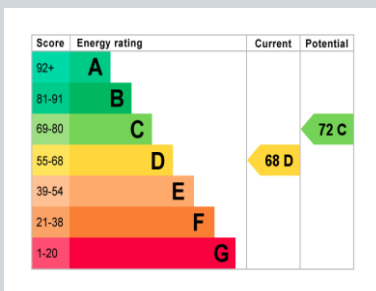 Score Energy rating Current Potential
92+ A
81-91 B
69-80 C 72 C
55-68 D 68 D
39-54 E
21-38 F
1-20 G